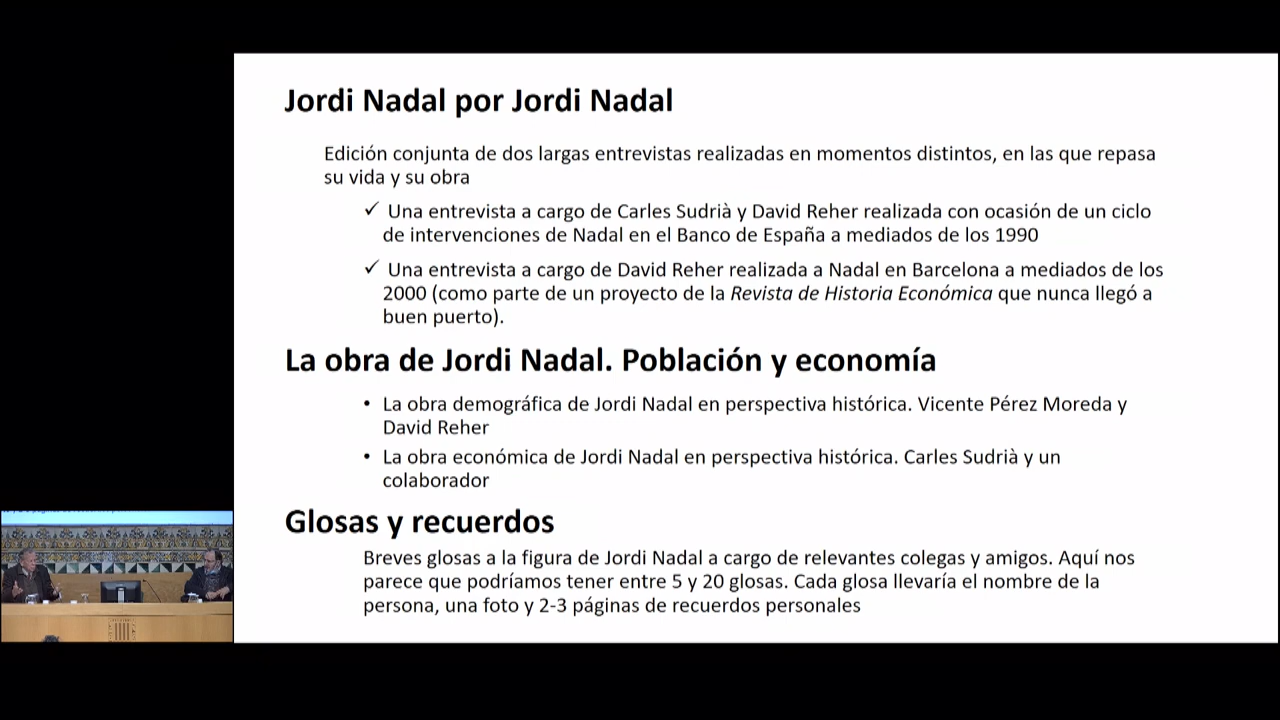 Jordi Nadal por Jordi Nadal
Edición conjunta de dos largas entrevistas realizadas en momentos distintos, en las que repasa
su vida y su obra
✓ Una entrevista a cargo de Carles Sudrià y David Reher realizada con ocasión de un ciclo
de intervenciones de Nadal en el Banco de España a mediados de los 1990
✓ Una entrevista a cargo de David Reher realizada a Nadal en Barcelona a mediados de los
2000 (como parte de un proyecto de la Revista de Historia Económica que nunca llegó a
buen puerto).
La obra de Jordi Nadal. Población y economía
• La obra demográfica de Jordi Nadal en perspectiva histórica. Vicente Pérez Moreda y
David Reher
• La obra económica de Jordi Nadal en perspectiva histórica. Carles Sudrià y un
colaborador
Glosas y recuerdos
Breves glosas a la figura de Jordi Nadal a cargo de relevantes colegas y amigos. Aquí nos
parece que podríamos tener entre 5 y 20 glosas. Cada glosa llevaría el nombre de la
persona, una foto y 2-3 páginas de recuerdos personales